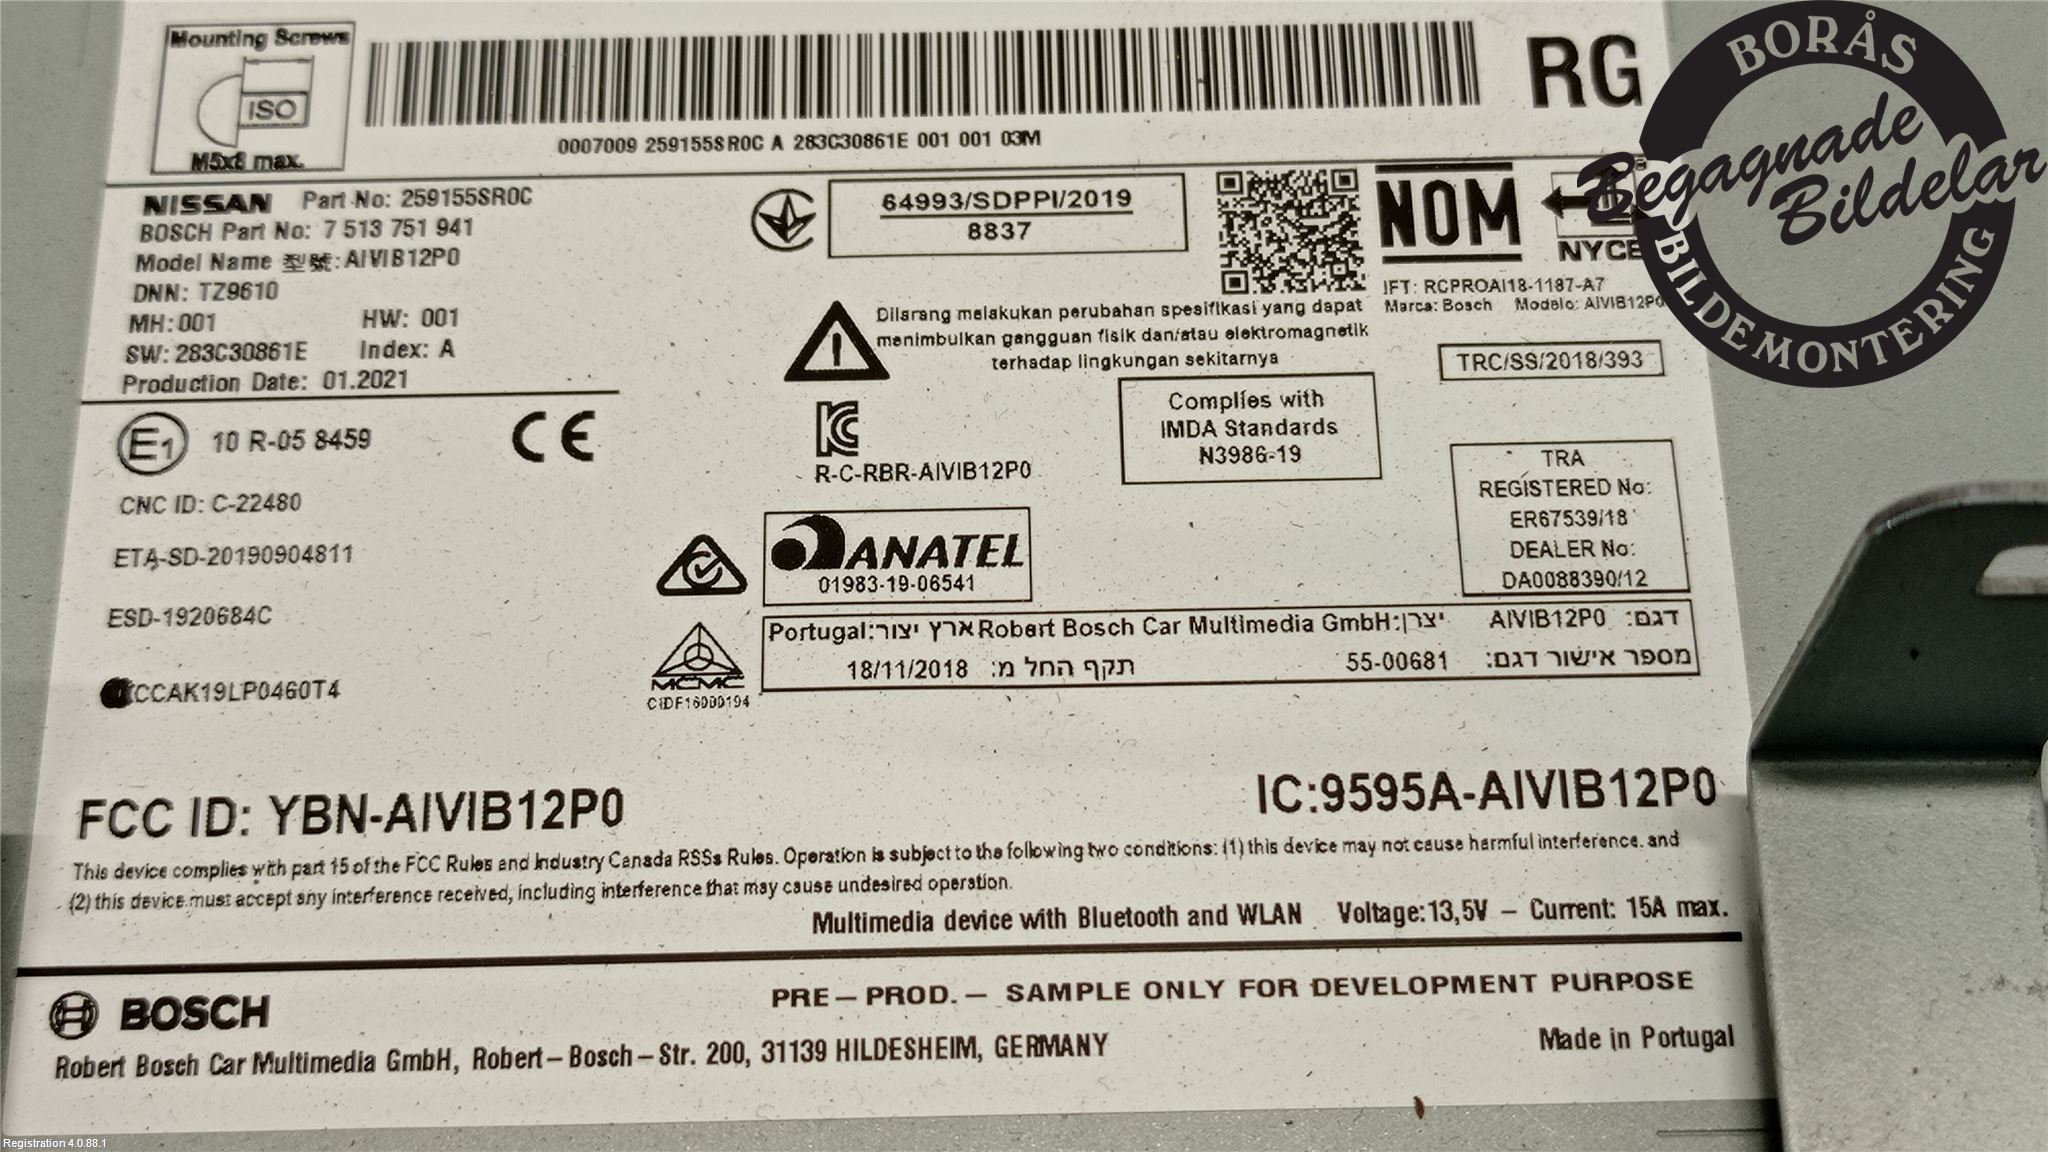 Mounting Screws
ISO
M5x8 max.
0007009 259155SR0C A 283C30861E 001 001 03M
RG
NISSAN Part No: 259155SR0C
BOSCH Part No: 7 513 751 941
Model Name 型號: AIVIB12P0
DNN: TZ9610
MH: 001 HW: 001
SW: 283C30861E Index: A
Production Date: 01.2021
E1 10 R-05 8459
CE
CNC ID: C-22480
ETA-SD-20190904811
ESD-1920684C
CCAK19LP0460T4
64993/SDPPI/2019
8837
NOM
NYCE
IFT: RCPROAI18-1187-A7
Marca: Bosch Modelo: AIVIB12P0
Dilarang melakukan perubahan spesifikasi yang dapat
menimbulkan gangguan fisik dan/atau elektromagnetik
terhadap lingkungan sekitarnya
TRC/SS/2018/393
R-C-RBR-AIVIB12P0
Complies with
IMDA Standards
N3986-19
TRA
REGISTERED No:
ER67539/18
DEALER No:
DA0088390/12
ANATEL
01983-19-06541
MCMC
CIDF16000194
דגם: AIVIB12P0 יצרן: Robert Bosch Car Multimedia GmbH ארץ יצור: Portugal
מספר אישור דגם: 55-00681 תקף החל מ: 18/11/2018
FCC ID: YBN-AIVIB12P0
IC:9595A-AIVIB12P0
This device complies with part 15 of the FCC Rules and Industry Canada RSSs Rules. Operation is subject to the following two conditions: (1) this device may not cause harmful interference. and
(2) this device must accept any interference received, including interference that may cause undesired operation.
Multimedia device with Bluetooth and WLAN Voltage: 13,5V – Current: 15A max.
BOSCH
PRE – PROD. – SAMPLE ONLY FOR DEVELOPMENT PURPOSE
Robert Bosch Car Multimedia GmbH, Robert – Bosch – Str. 200, 31139 HILDESHEIM, GERMANY
Made in Portugal
BORÅS
Begagnade
Bildelar
BILDEMONTERING
Registration 4.0.88.1